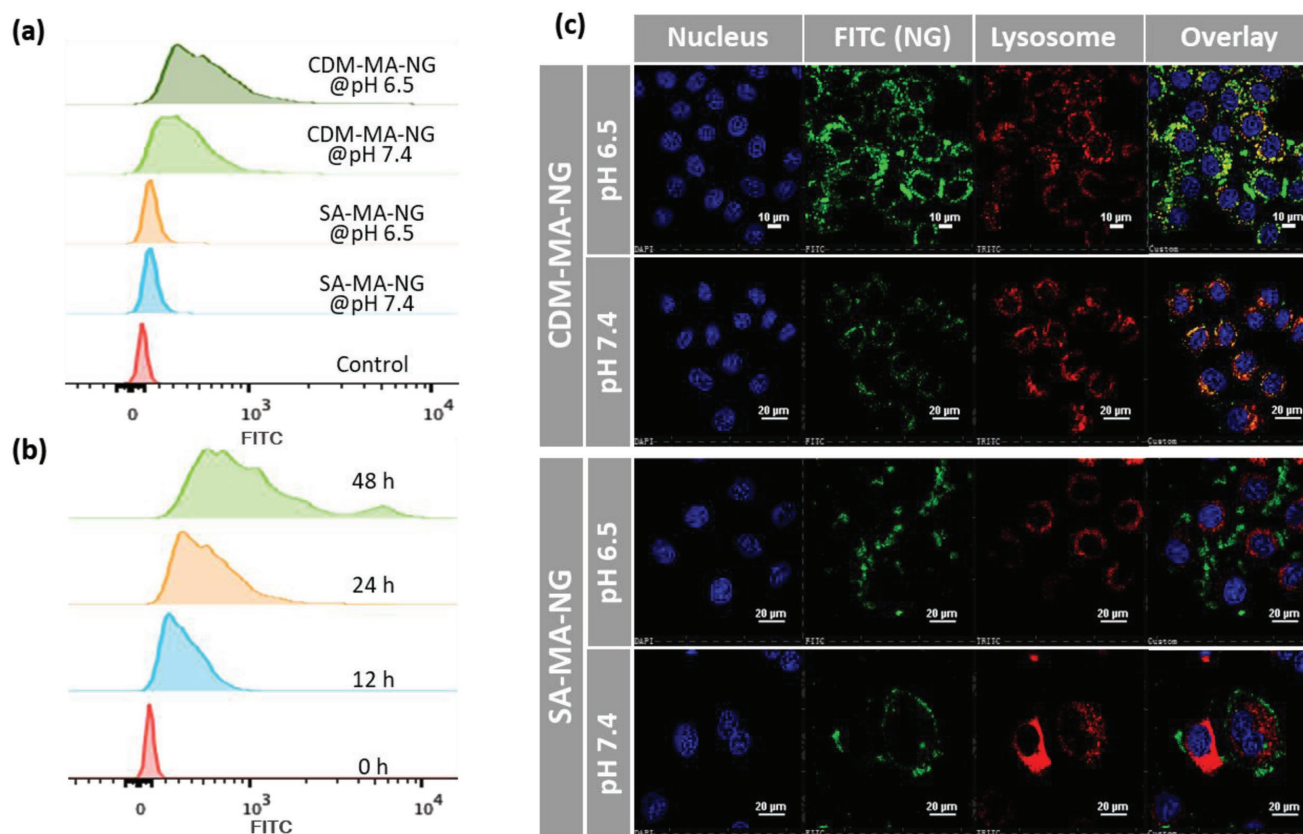 (a)
CDM-MA-NG
@pH 6.5
CDM-MA-NG
@pH 7.4
SA-MA-NG
@pH 6.5
SA-MA-NG
@pH 7.4
Control
0 10³ 10⁴
FITC
(b)
48 h
24 h
12 h
0 h
0 10³ 10⁴
FITC
(c)
Nucleus FITC (NG) Lysosome Overlay
CDM-MA-NG
pH 6.5
10 µm 10 µm
DAPI FITC TRITC Custom
pH 7.4
20 µm 20 µm 20 µm 20 µm
DAPI FITC TRITC Custom
SA-MA-NG
pH 6.5
20 µm 20 µm 20 µm 20 µm
DAPI FITC TRITC Custom
pH 7.4
20 µm 20 µm 20 µm 20 µm
DAPI FITC TRITC Custom